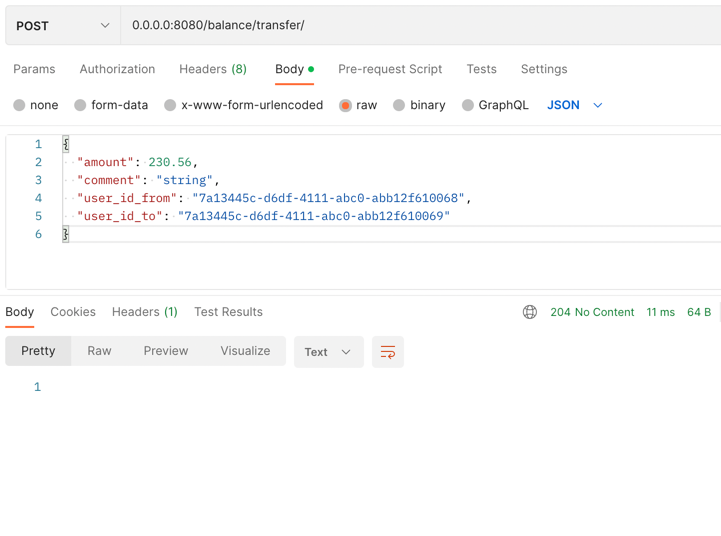 POST 0.0.0.0:8080/balance/transfer/
Params Authorization Headers (8) Body Pre-request Script Tests Settings
none form-data x-www-form-urlencoded raw binary GraphQL JSON
1 {
2 "amount": 230.56,
3 "comment": "string",
4 "user_id_from": "7a13445c-d6df-4111-abc0-abb12f610068",
5 "user_id_to": "7a13445c-d6df-4111-abc0-abb12f610069"
6 }
Body Cookies Headers (1) Test Results 204 No Content 11 ms 64 B
Pretty Raw Preview Visualize Text
1